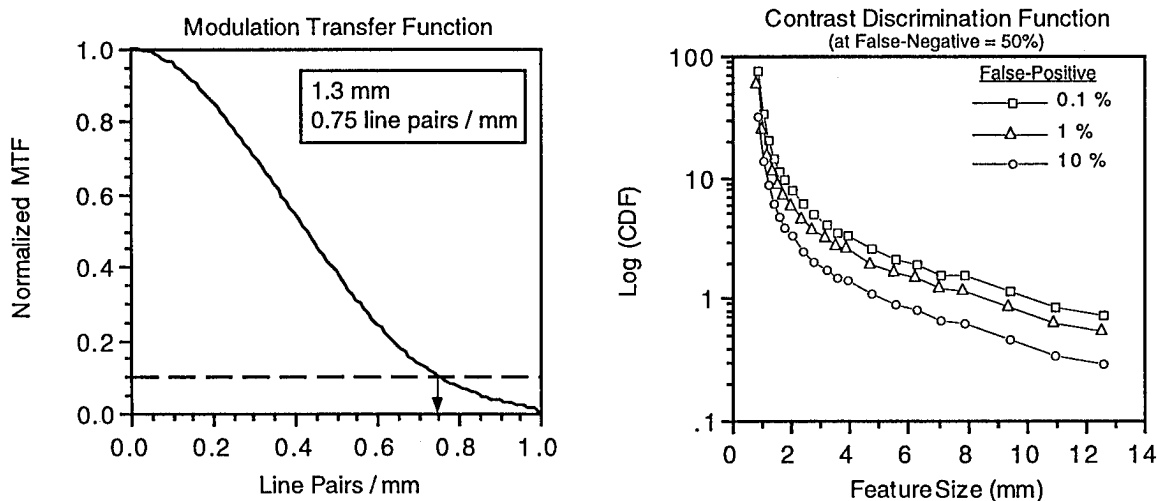 Modulation Transfer Function
1.0
0.8
0.6
0.4
0.2
0.0
Normalized MTF
1.3 mm
0.75 line pairs / mm
0.0 0.2 0.4 0.6 0.8 1.0
Line Pairs / mm
Contrast Discrimination Function
(at False-Negative = 50%)
100
10
1
.1
Log (CDF)
False-Positive
0.1 %
1 %
10 %
0 2 4 6 8 10 12 14
Feature Size (mm)